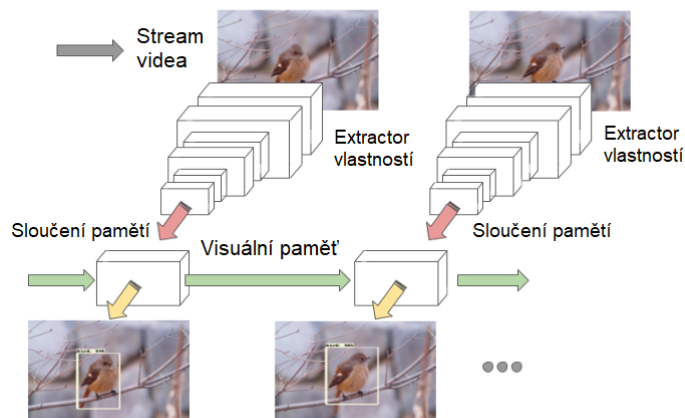 Stream
videa
Extractor
vlastností
Extractor
vlastností
Sloučení pamětí
Visuální paměť
Sloučení pamětí